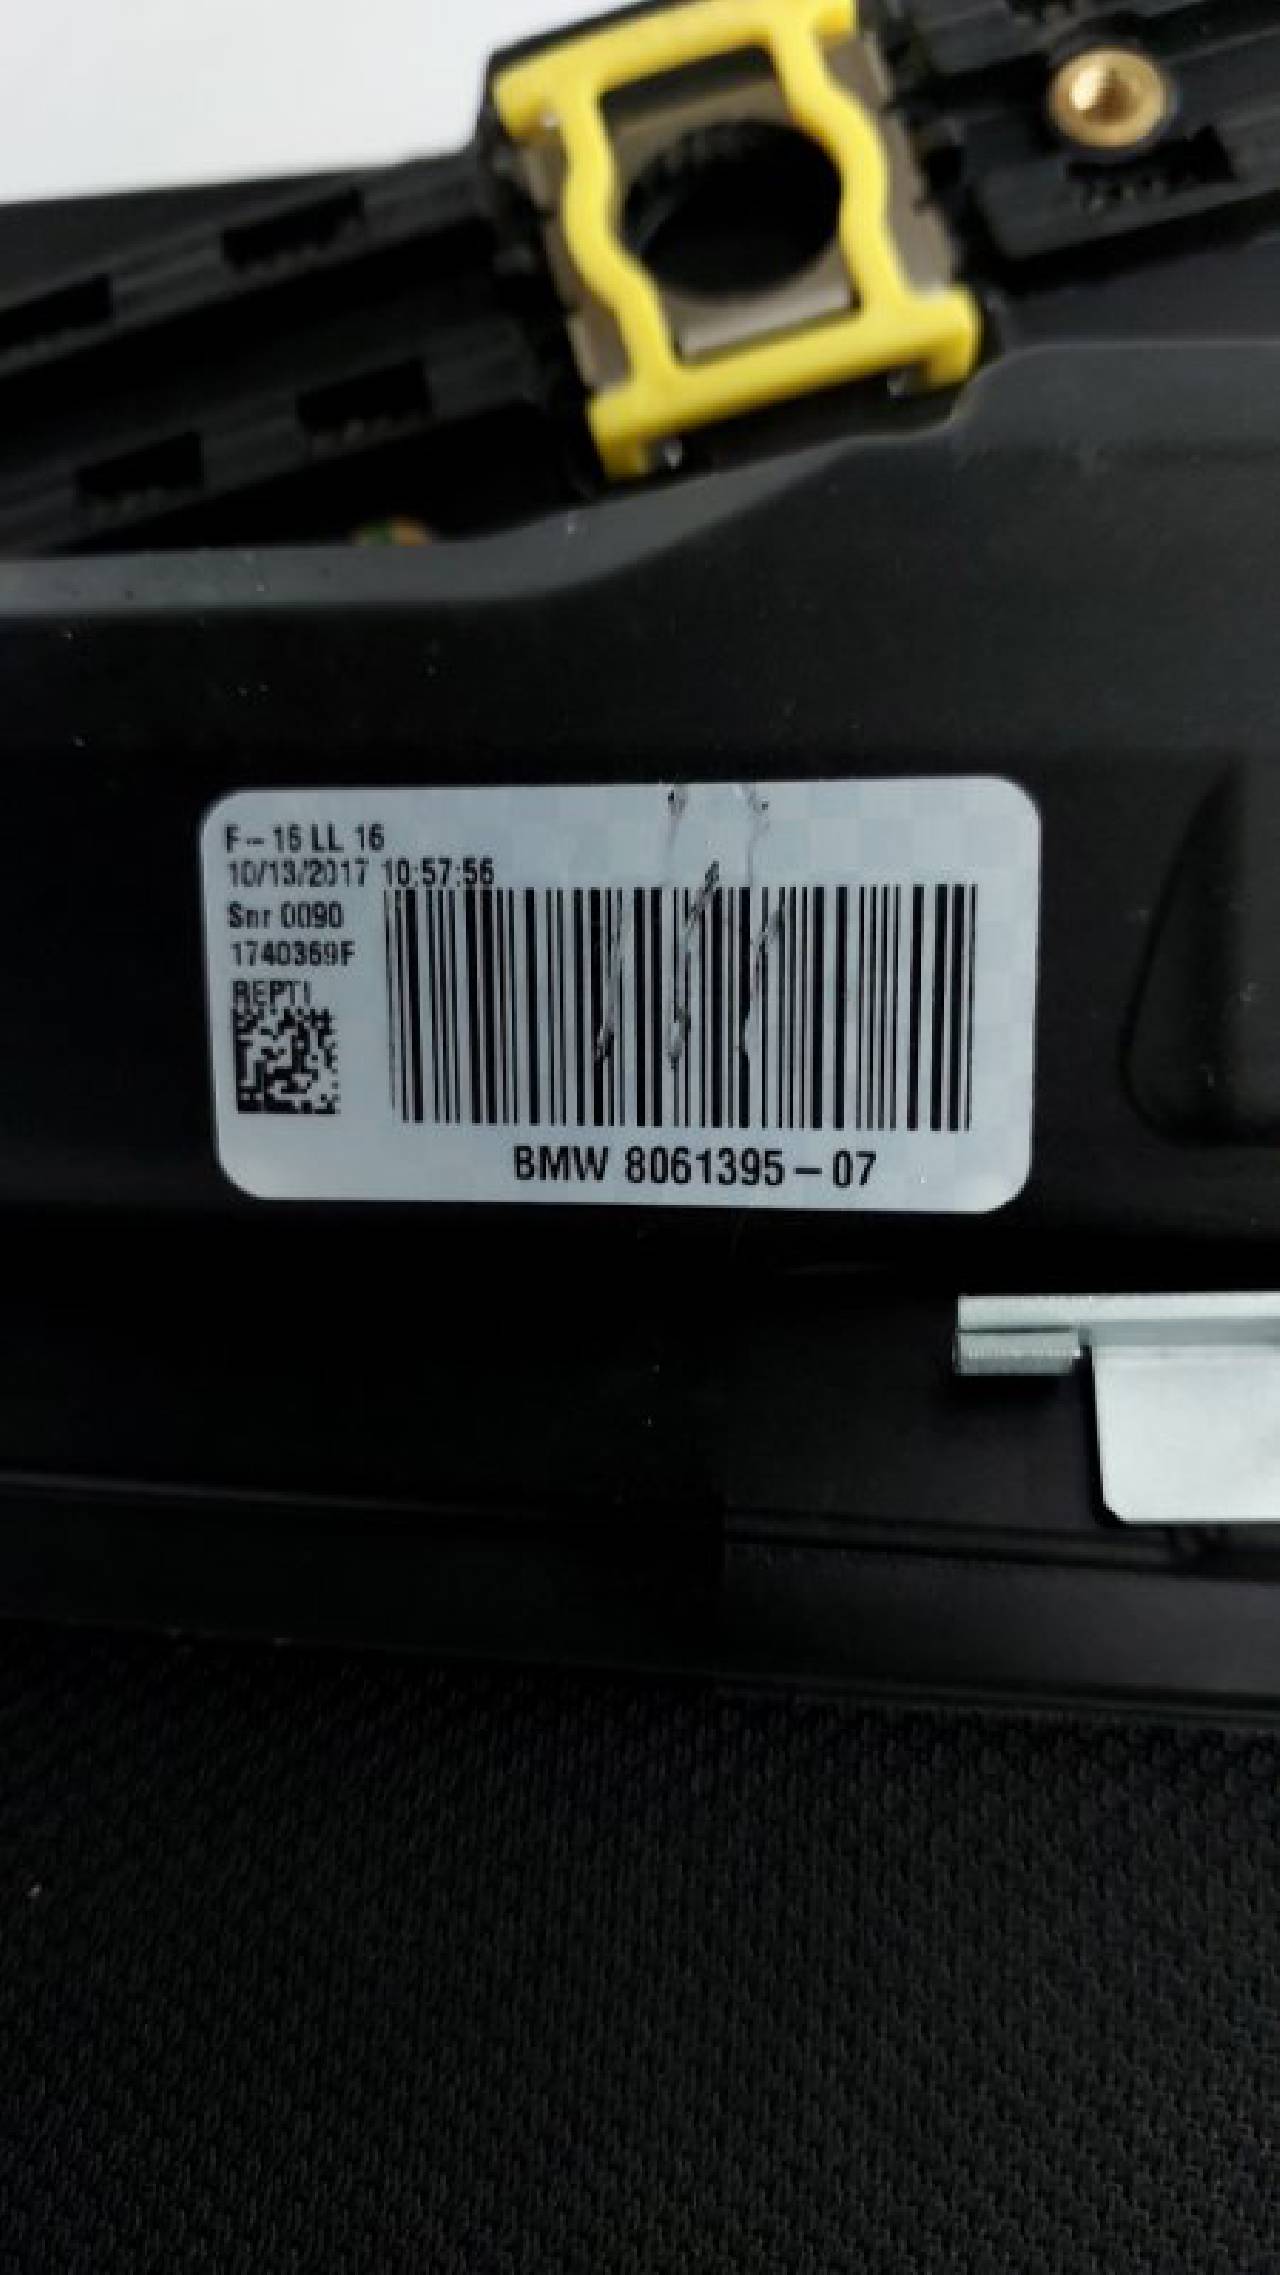 F-16 LL 16
10/13/2017 10:57:56
Snr 0090
1740369F
REPTI
BMW 8061395-07